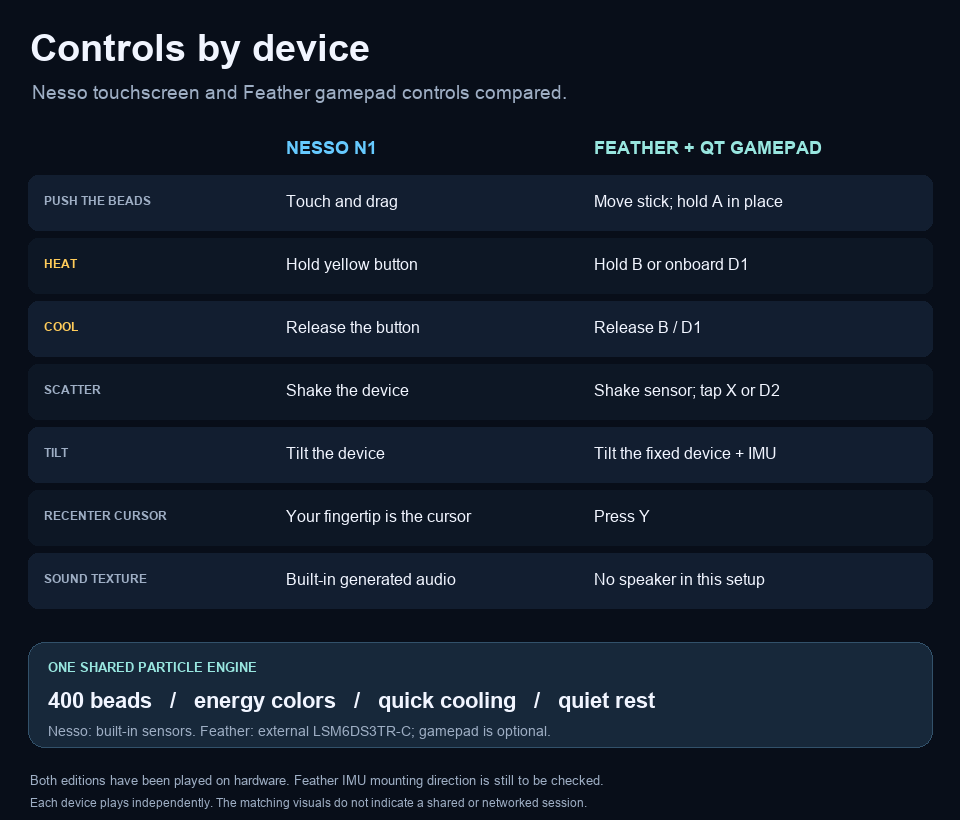 Controls by device
Nesso touchscreen and Feather gamepad controls compared.
NESSO N1 FEATHER + QT GAMEPAD
PUSH THE BEADS Touch and drag Move stick; hold A in place
HEAT Hold yellow button Hold B or onboard D1
COOL Release the button Release B / D1
SCATTER Shake the device Shake sensor; tap X or D2
TILT Tilt the device Tilt the fixed device + IMU
RECENTER CURSOR Your fingertip is the cursor Press Y
SOUND TEXTURE Built-in generated audio No speaker in this setup
ONE SHARED PARTICLE ENGINE
400 beads / energy colors / quick cooling / quiet rest
Nesso: built-in sensors. Feather: external LSM6DS3TR-C; gamepad is optional.
Both editions have been played on hardware. Feather IMU mounting direction is still to be checked.
Each device plays independently. The matching visuals do not indicate a shared or networked session.